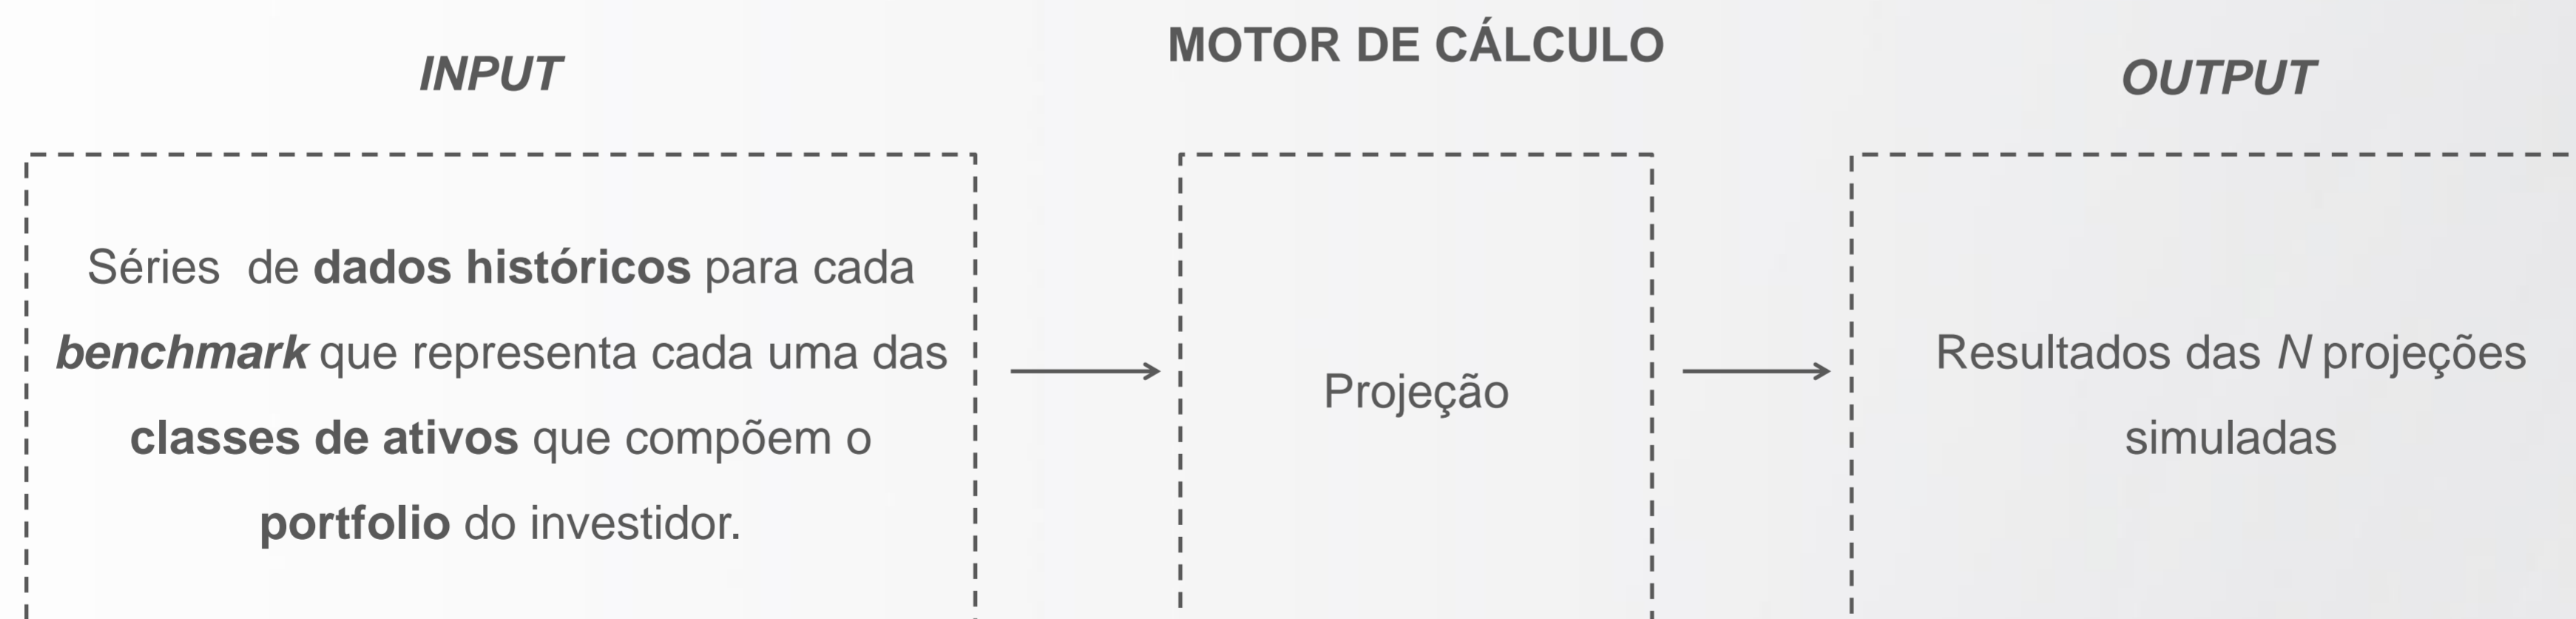 INPUT
Séries de dados históricos para cada
benchmark que representa cada uma das
classes de ativos que compõem o
portfolio do investidor.
MOTOR DE CÁLCULO
Projeção
OUTPUT
Resultados das N projeções
simuladas